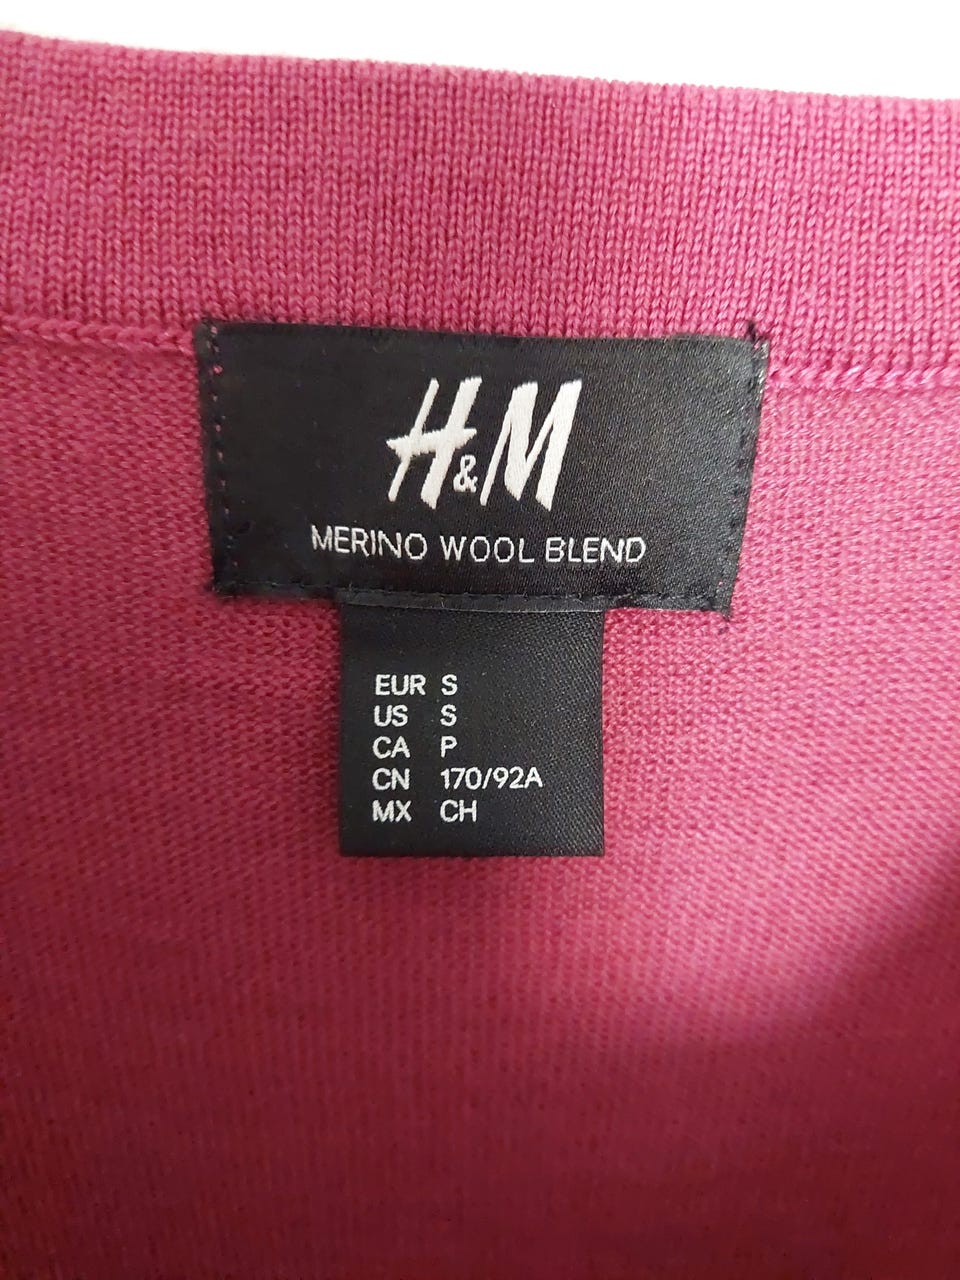 H&M
MERINO WOOL BLEND
EUR S
US S
CA P
CN 170/92A
MX CH